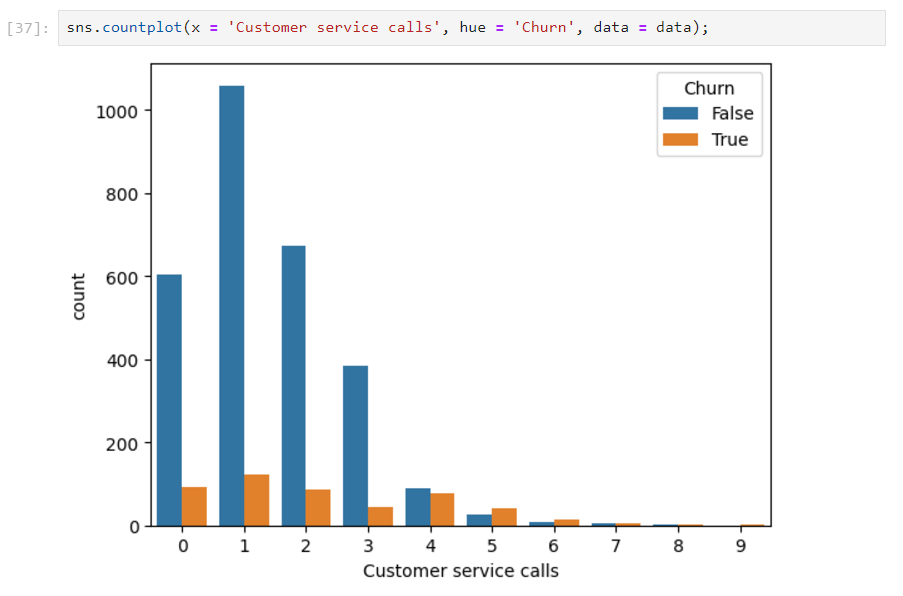 [37]: sns.countplot(x = 'Customer service calls', hue = 'Churn', data = data);
Churn
False
True
1000
800
600
400
200
0
count
0 1 2 3 4 5 6 7 8 9
Customer service calls